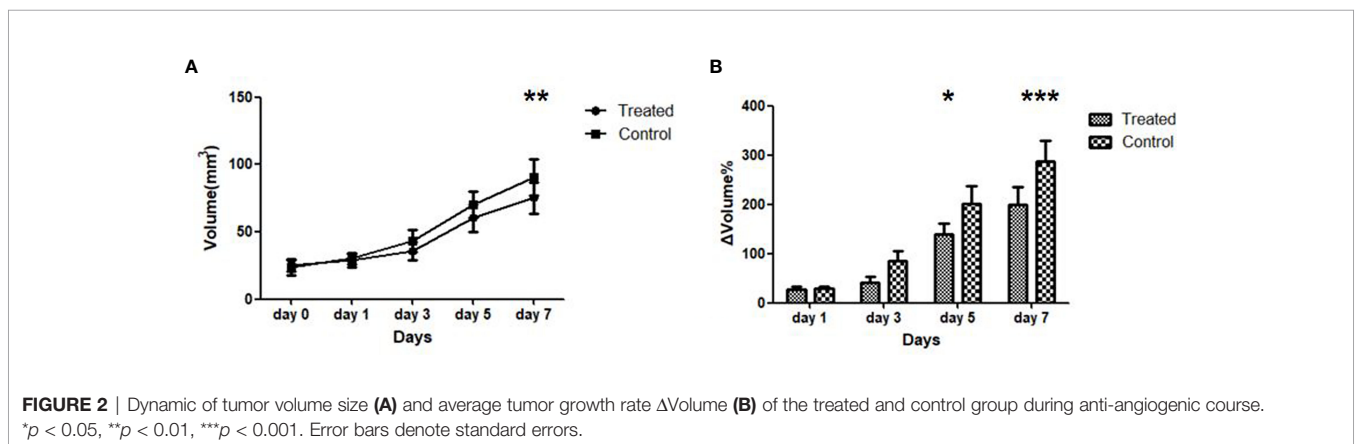 A
**
150
100
50
0
Volume(mm³)
day 0 day 1 day 3 day 5 day 7
Days
Treated
Control
B
* ***
400
300
200
100
0
ΔVolume%
day 1 day 3 day 5 day 7
Days
Treated
Control
FIGURE 2 | Dynamic of tumor volume size (A) and average tumor growth rate ΔVolume (B) of the treated and control group during anti-angiogenic course.
*p < 0.05, **p < 0.01, ***p < 0.001. Error bars denote standard errors.